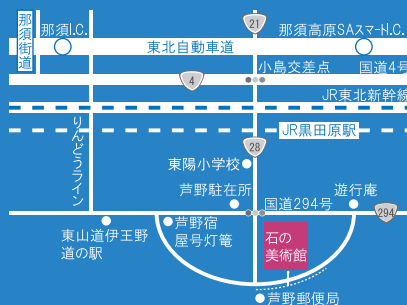 21
那須街道
那須I.C.
那須高原SAスマートI.C.
東北自動車道
小島交差点
国道4号
4
JR東北新幹線
JR黒田原駅
りんどうライン
28
東陽小学校
芦野駐在所
遊行庵
国道294号
294
東山道伊王野
道の駅
芦野宿
屋号灯篭
石の
美術館
芦野郵便局